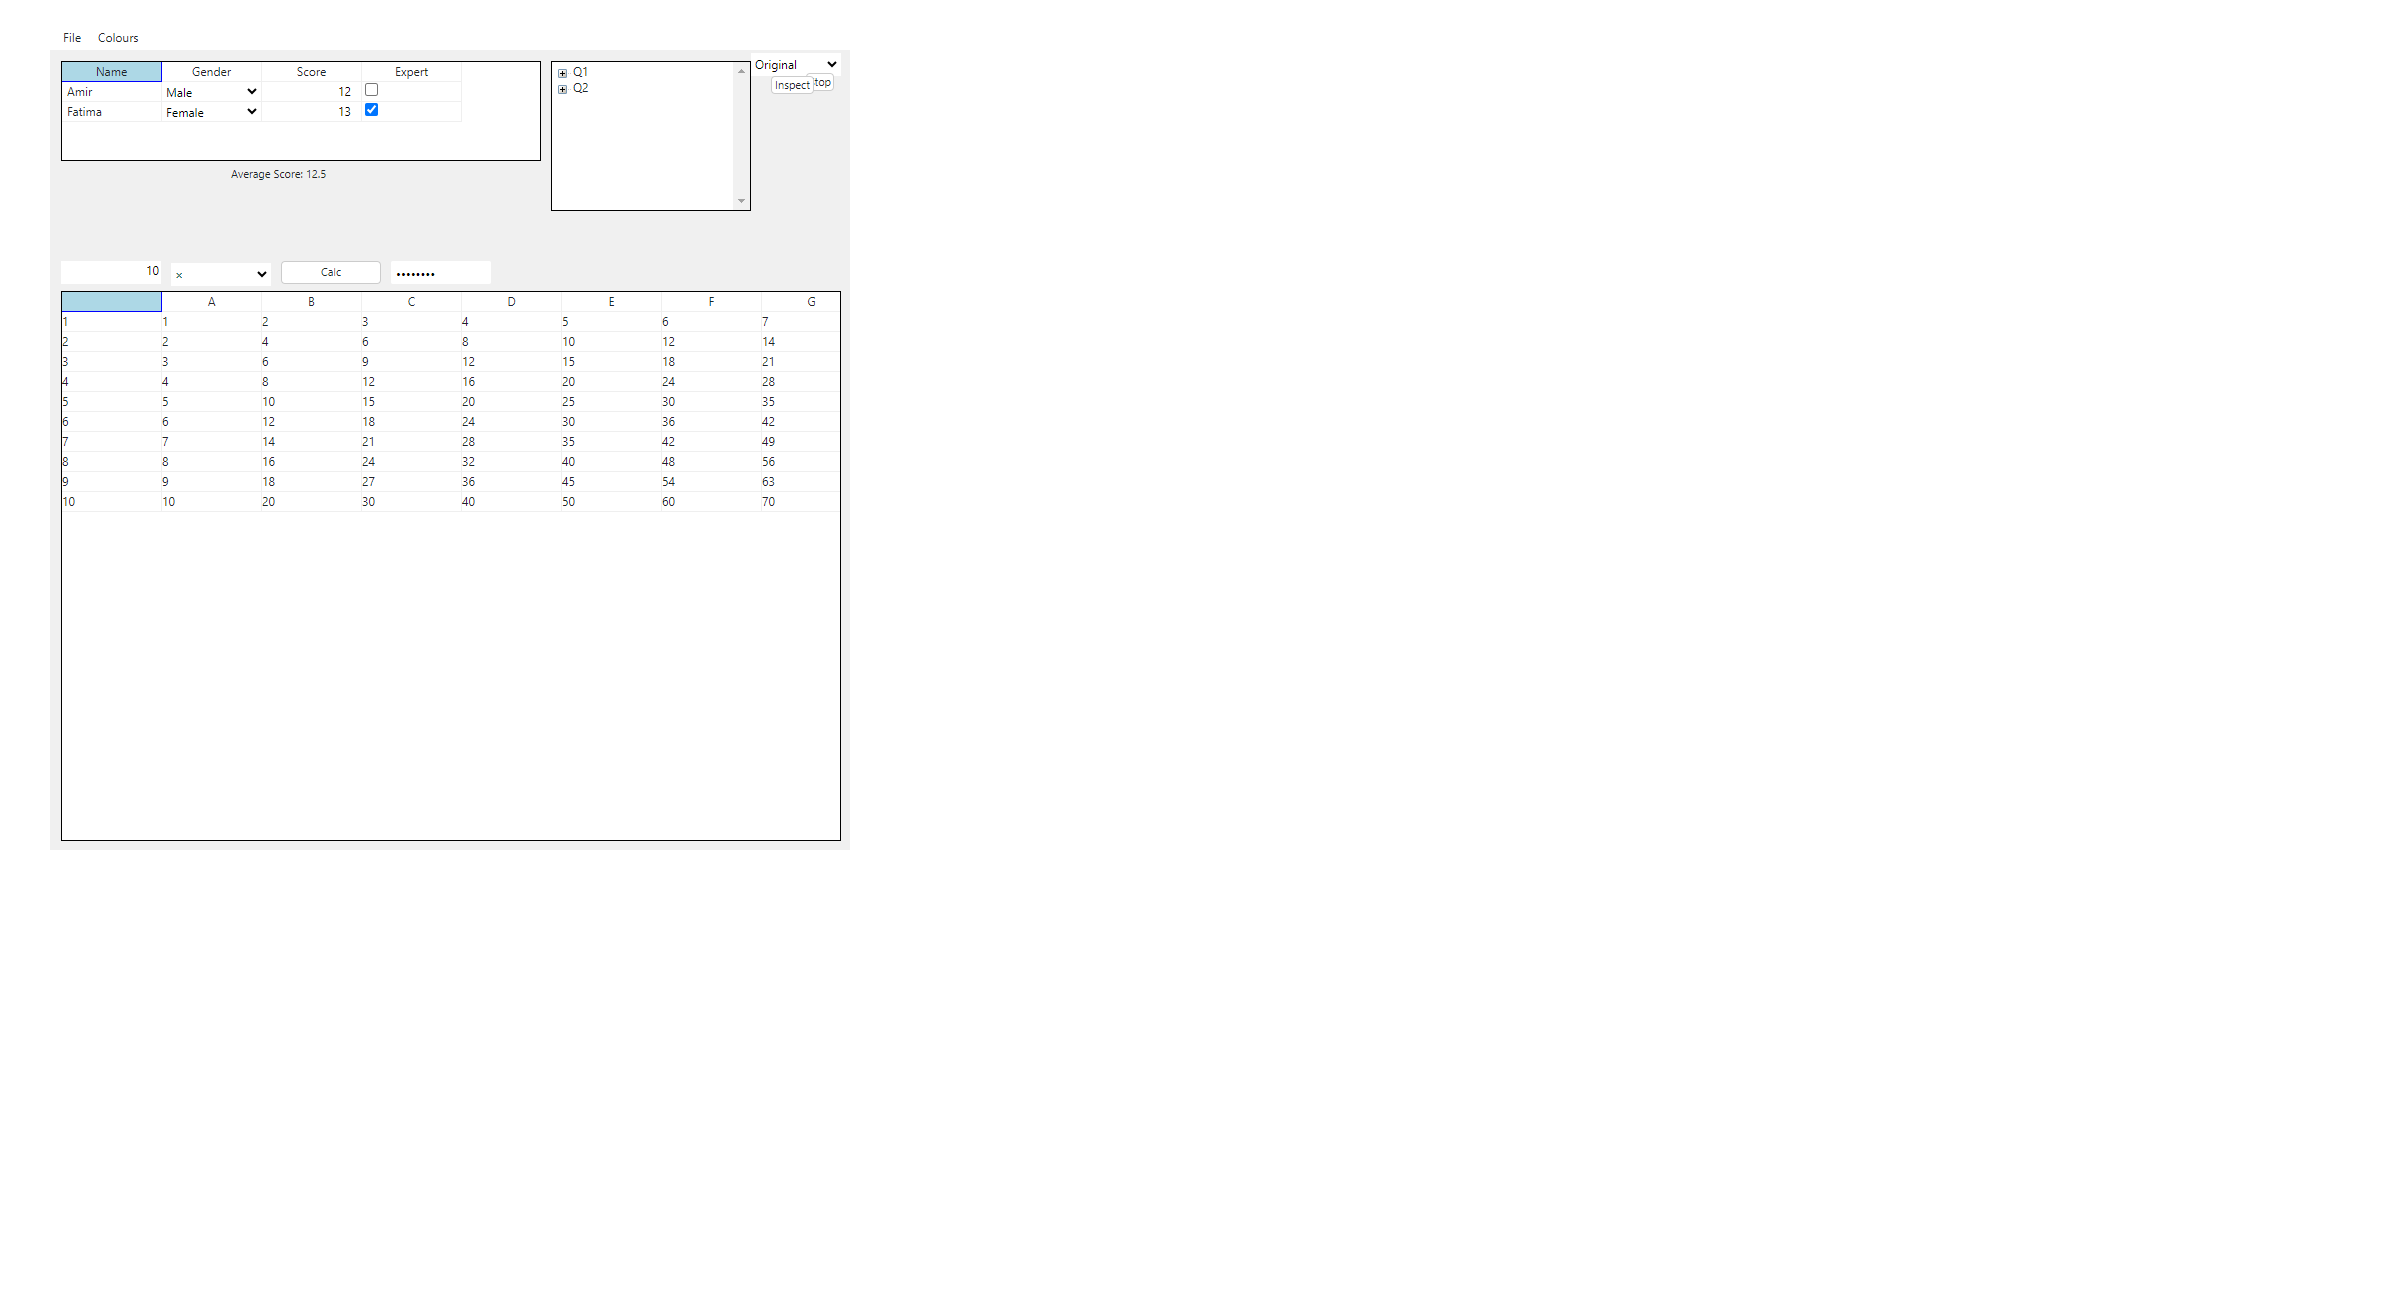 File Colours
Name Gender Score Expert
Amir Male 12
Fatima Female 13
Average Score: 12.5
Q1
Q2
Original
Inspect top
10 × Calc ••••••••
A B C D E F G
1 1 2 3 4 5 6 7
2 2 4 6 8 10 12 14
3 3 6 9 12 15 18 21
4 4 8 12 16 20 24 28
5 5 10 15 20 25 30 35
6 6 12 18 24 30 36 42
7 7 14 21 28 35 42 49
8 8 16 24 32 40 48 56
9 9 18 27 36 45 54 63
10 10 20 30 40 50 60 70